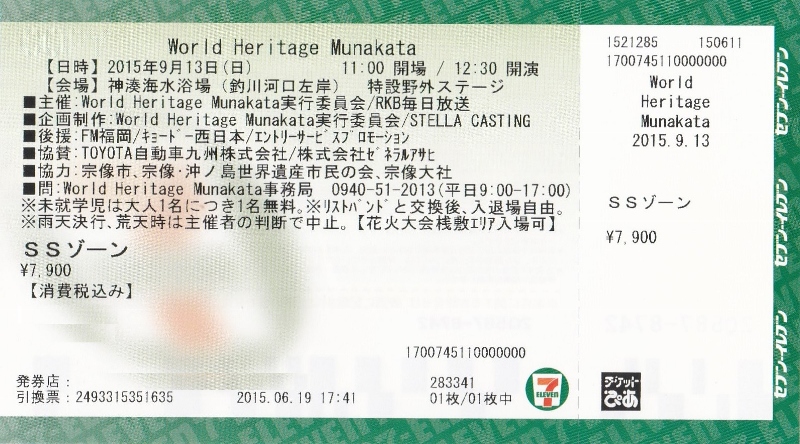 World Heritage Munakata
【日時】2015年9月13日(日) 11:00 開場 / 12:30 開演
【会場】神湊海水浴場（釣川河口左岸） 特設野外ステージ
■主催:World Heritage Munakata実行委員会/RKB毎日放送
■企画制作:World Heritage Munakata実行委員会/STELLA CASTING
■後援:FM福岡/ｷｮｰﾄﾞｰ西日本/ｴﾝﾄﾘｰｻｰﾋﾞｽﾌﾟﾛﾓｰｼｮﾝ
■協賛:TOYOTA自動車九州株式会社/株式会社ｾﾞﾈﾗﾙｱｻﾋ
■協力:宗像市、宗像・沖ノ島世界遺産市民の会、宗像大社
■問:World Heritage Munakata事務局 0940-51-2013(平日9:00-17:00)
※未就学児は大人1名につき1名無料。※ﾘｽﾄﾊﾞﾝﾄﾞと交換後、入退場自由。
※雨天決行、荒天時は主催者の判断で中止。【花火大会桟敷ｴﾘｱ入場可】
ＳＳゾーン
¥7,900
【消費税込み】
1700745110000000
発券店：
引換票：2493315351635 2015.06.19 17:41
283341
01枚/01枚中
7
ELEVEN
1521285 150611
1700745110000000
World
Heritage
Munakata
2015.9.13
ＳＳゾーン
¥7,900
チケット
ぴあ
セブン-イレブン
セブン-イレブン
セブン-イレブン